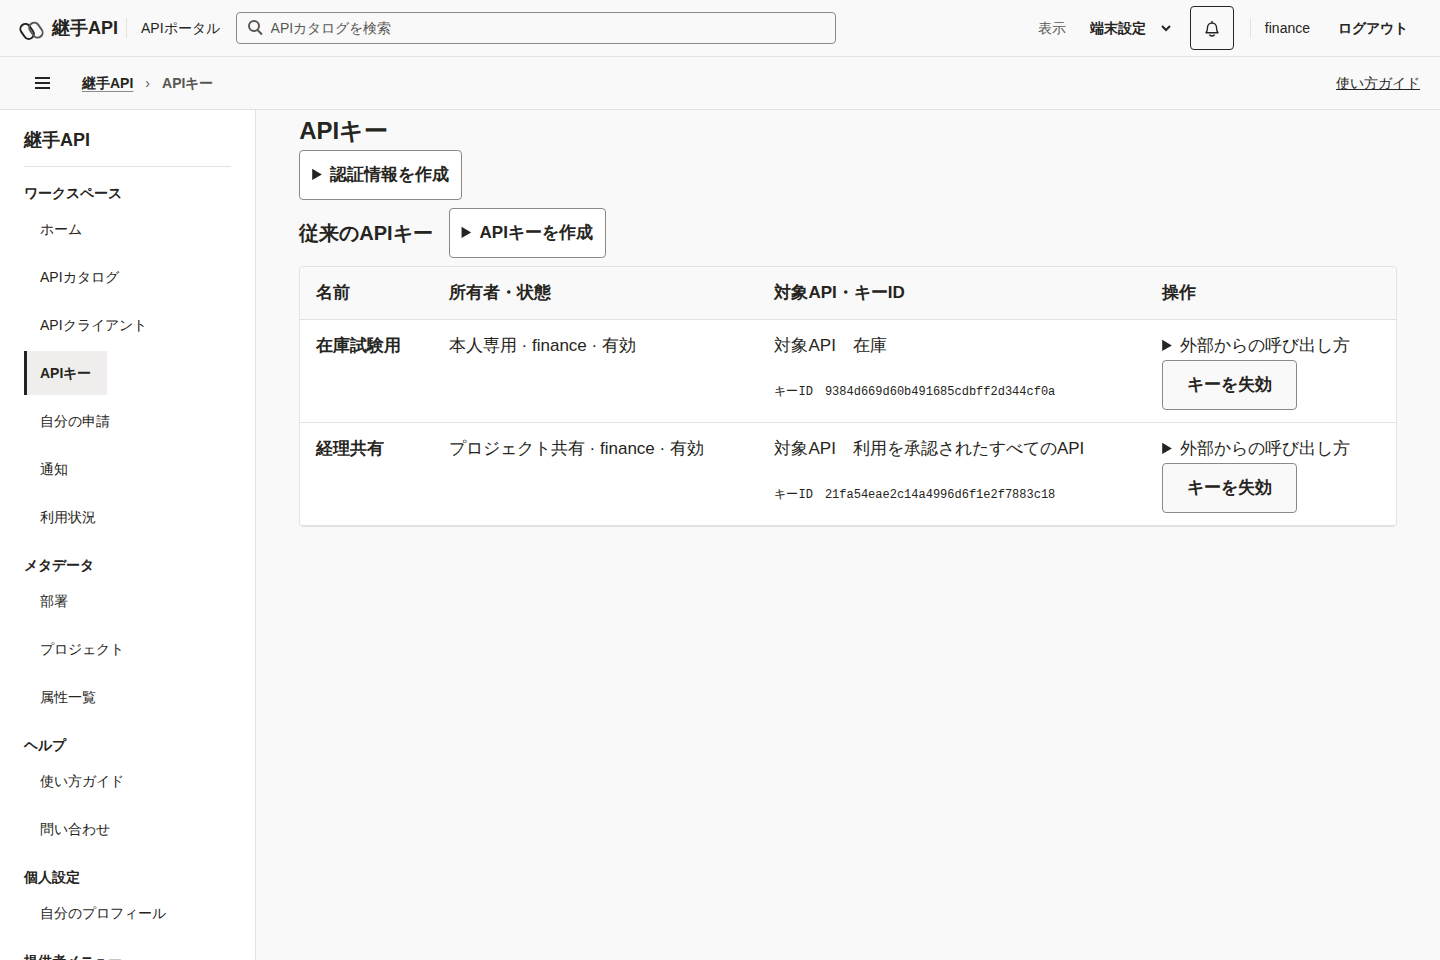 継手API APIポータル APIカタログを検索 表示 端末設定 finance ログアウト
継手API › APIキー 使い方ガイド
継手API
ワークスペース
ホーム
APIカタログ
APIクライアント
APIキー
自分の申請
通知
利用状況
メタデータ
部署
プロジェクト
属性一覧
ヘルプ
使い方ガイド
問い合わせ
個人設定
自分のプロフィール
提供者メニュー
APIキー
▶ 認証情報を作成
従来のAPIキー ▶ APIキーを作成
名前 所有者・状態 対象API・キーID 操作
在庫試験用 本人専用 · finance · 有効 対象API 在庫 ▶ 外部からの呼び出し方
キーID 9384d669d60b491685cdbff2d344cf0a キーを失効
経理共有 プロジェクト共有 · finance · 有効 対象API 利用を承認されたすべてのAPI ▶ 外部からの呼び出し方
キーID 21fa54eae2c14a4996d6f1e2f7883c18 キーを失効